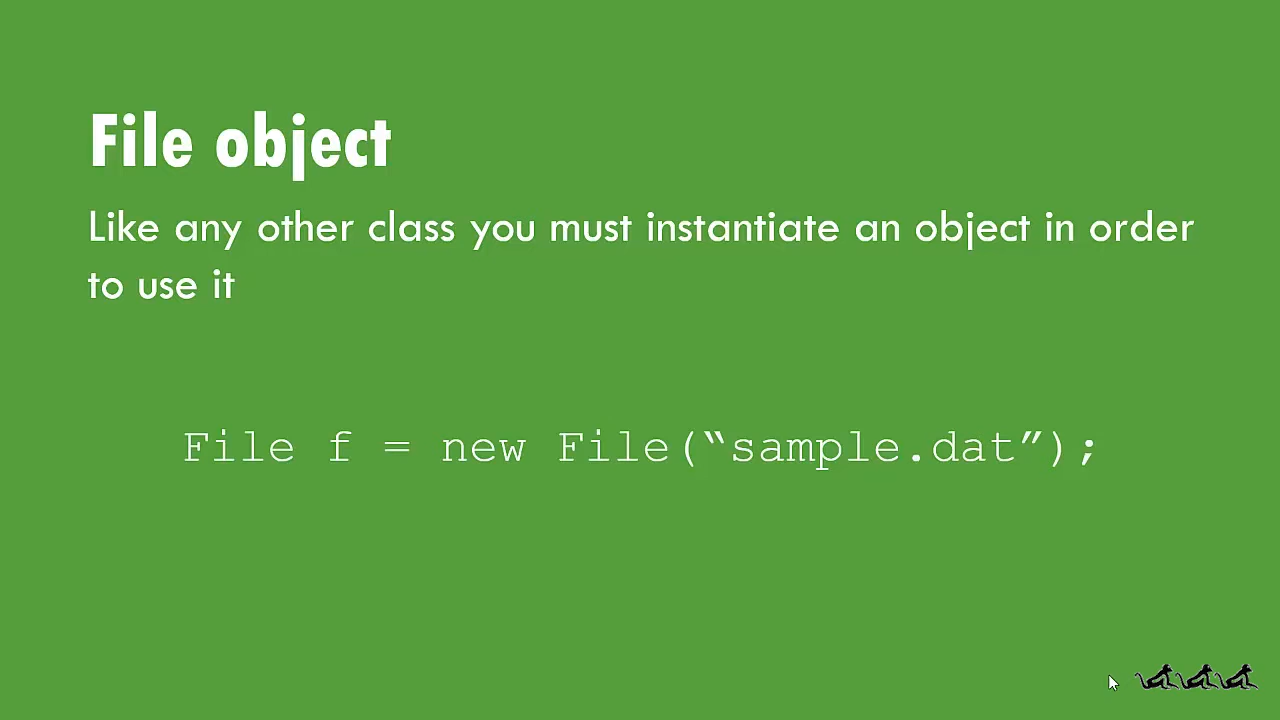 File object
Like any other class you must instantiate an object in order
to use it
File f = new File(“sample.dat”);